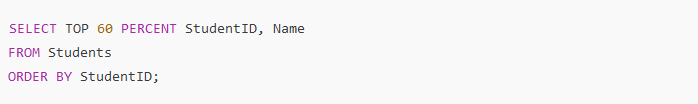 SELECT TOP 60 PERCENT StudentID, Name
FROM Students
ORDER BY StudentID;